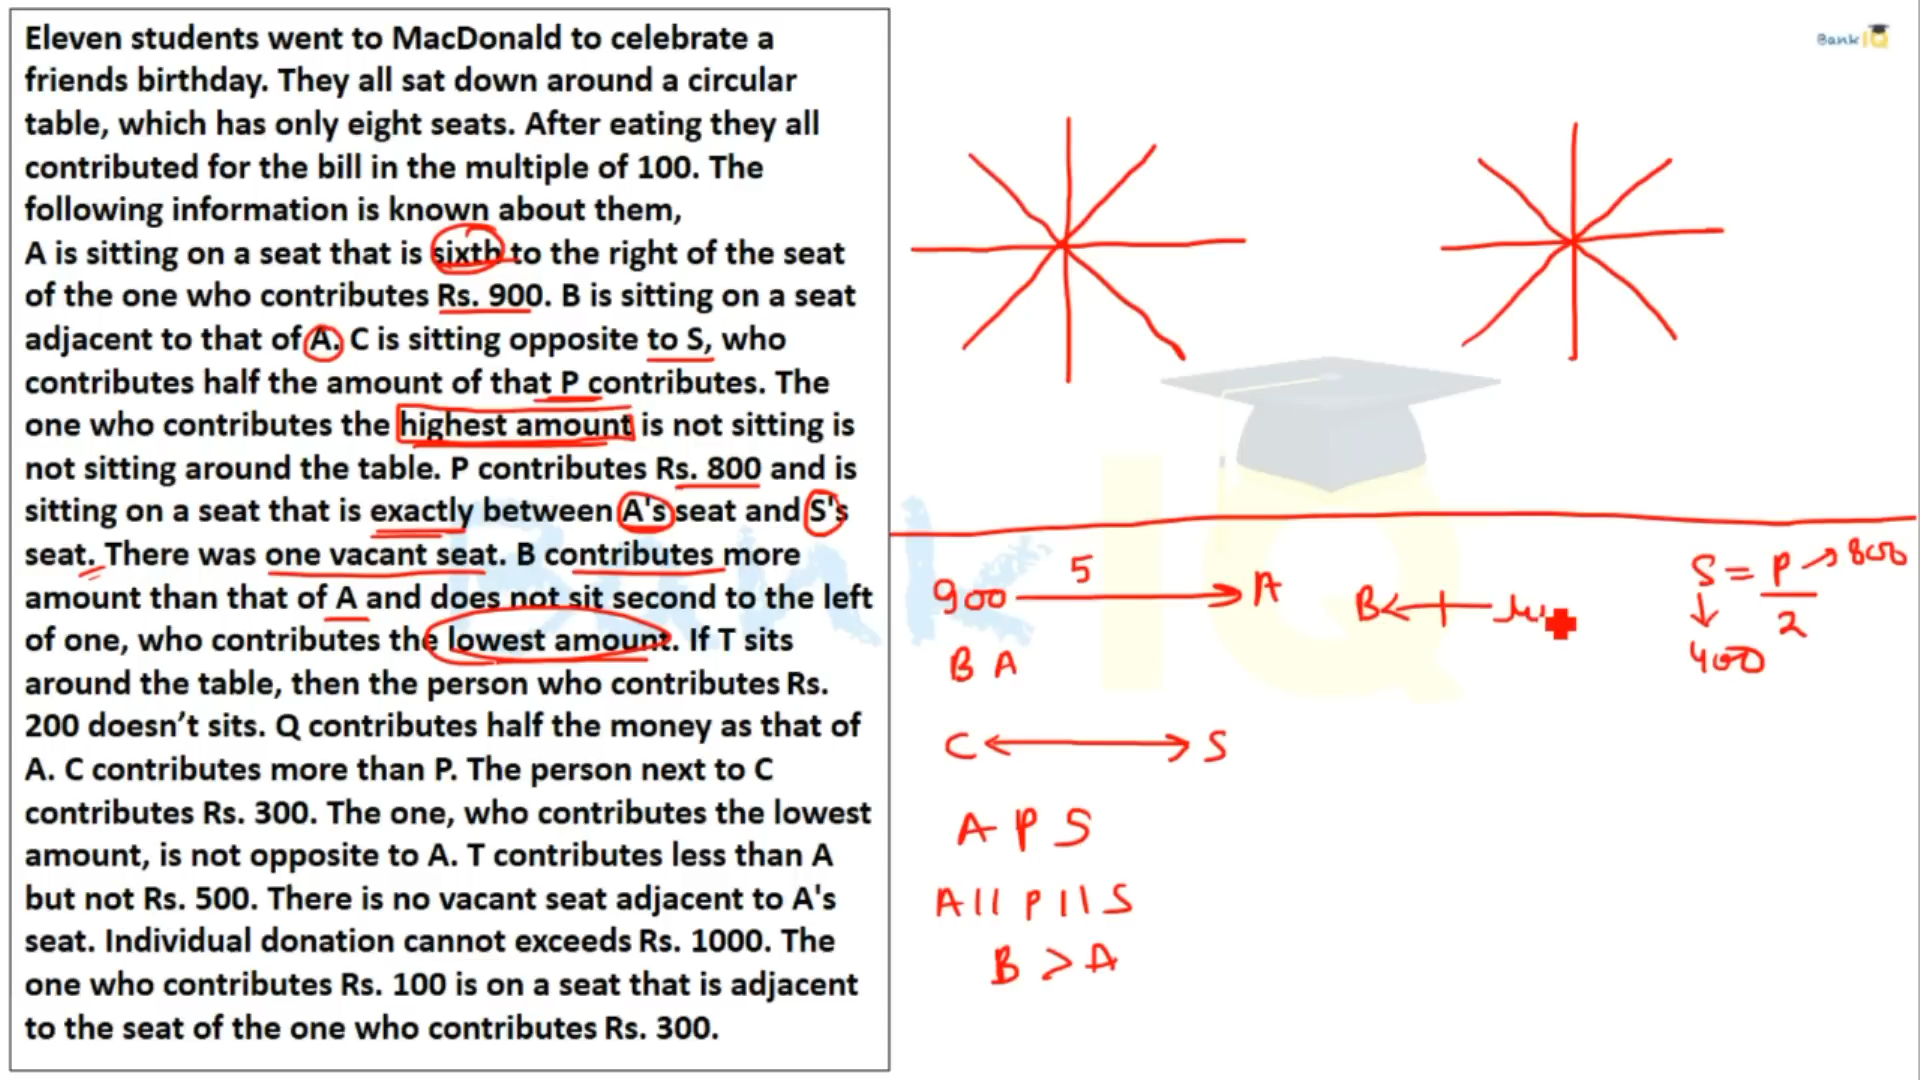 Eleven students went to MacDonald to celebrate a
friends birthday. They all sat down around a circular
table, which has only eight seats. After eating they all
contributed for the bill in the multiple of 100. The
following information is known about them,
A is sitting on a seat that is sixth to the right of the seat
of the one who contributes Rs. 900. B is sitting on a seat
adjacent to that of A. C is sitting opposite to S, who
contributes half the amount of that P contributes. The
one who contributes the highest amount is not sitting is
not sitting around the table. P contributes Rs. 800 and is
sitting on a seat that is exactly between A's seat and S's
seat. There was one vacant seat. B contributes more
amount than that of A and does not sit second to the left
of one, who contributes the lowest amount. If T sits
around the table, then the person who contributes Rs.
200 doesn't sits. Q contributes half the money as that of
A. C contributes more than P. The person next to C
contributes Rs. 300. The one, who contributes the lowest
amount, is not opposite to A. T contributes less than A
but not Rs. 500. There is no vacant seat adjacent to A's
seat. Individual donation cannot exceeds Rs. 1000. The
one who contributes Rs. 100 is on a seat that is adjacent
to the seat of the one who contributes Rs. 300.
Bank IQ
Bank IQ
5
900 A
B A
C S
A P S
A || P || S
B > A
B
S = P → 800
2
400